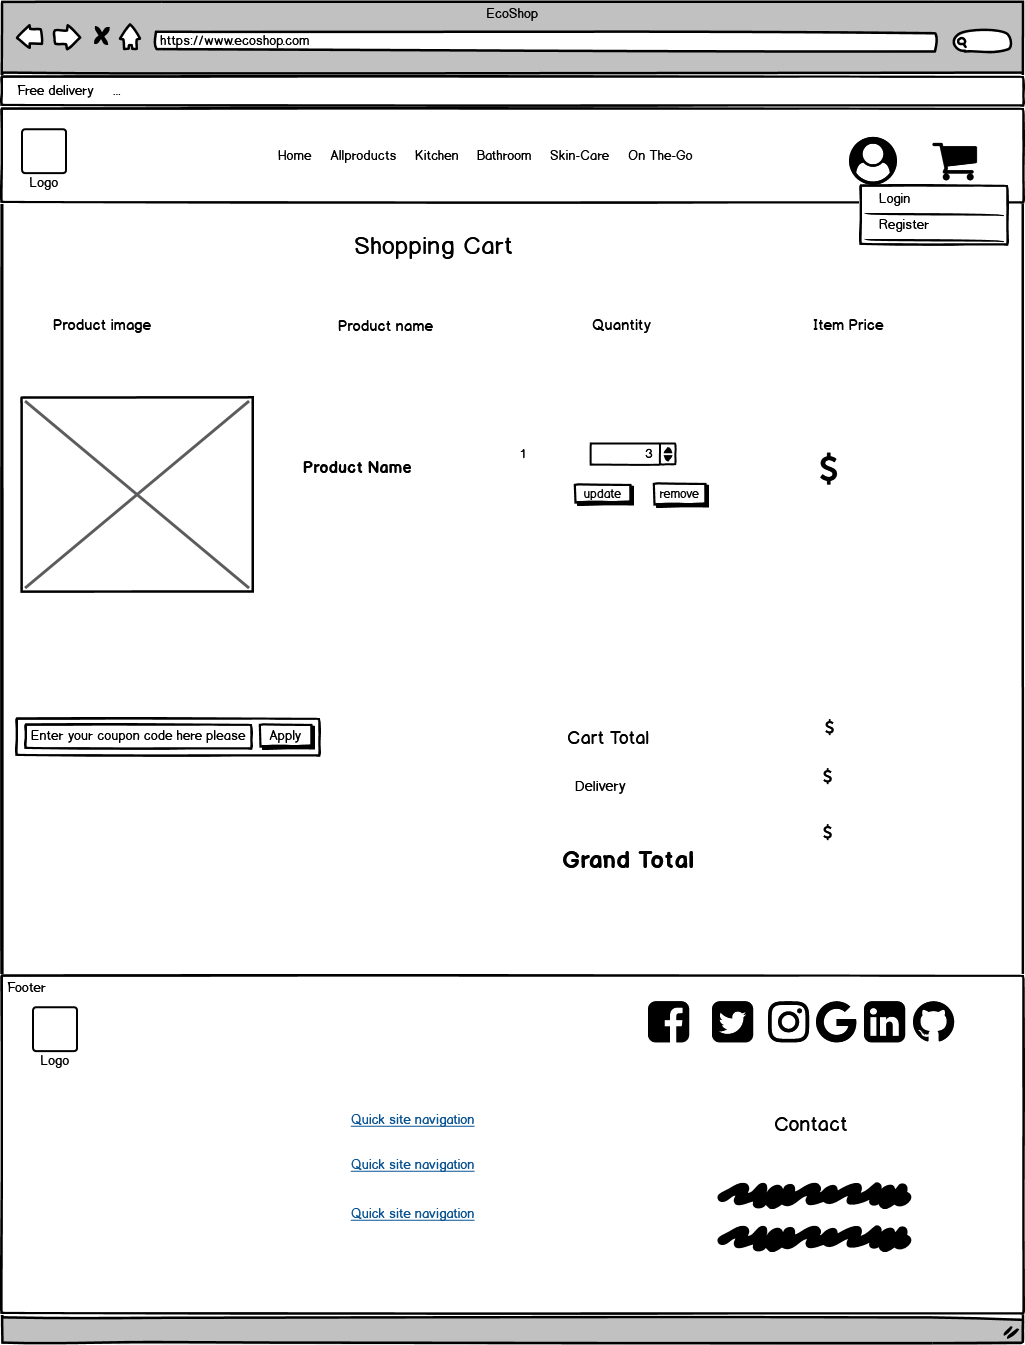 EcoShop
https://www.ecoshop.com
Free delivery ...
Logo
Home Allproducts Kitchen Bathroom Skin-Care On The-Go
Login
Register
Shopping Cart
Product image Product name Quantity Item Price
Product Name 1 3 $
update remove
Enter your coupon code here please Apply
Cart Total $
Delivery $
Grand Total $
Footer
Logo
Quick site navigation
Quick site navigation
Quick site navigation
Contact